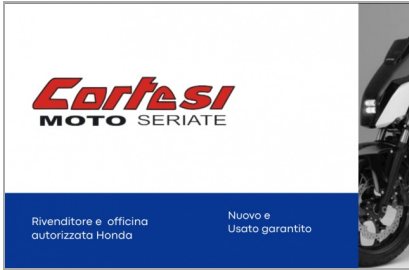 Cortesi
MOTO SERIATE
Rivenditore e officina
autorizzata Honda
Nuovo e
Usato garantito